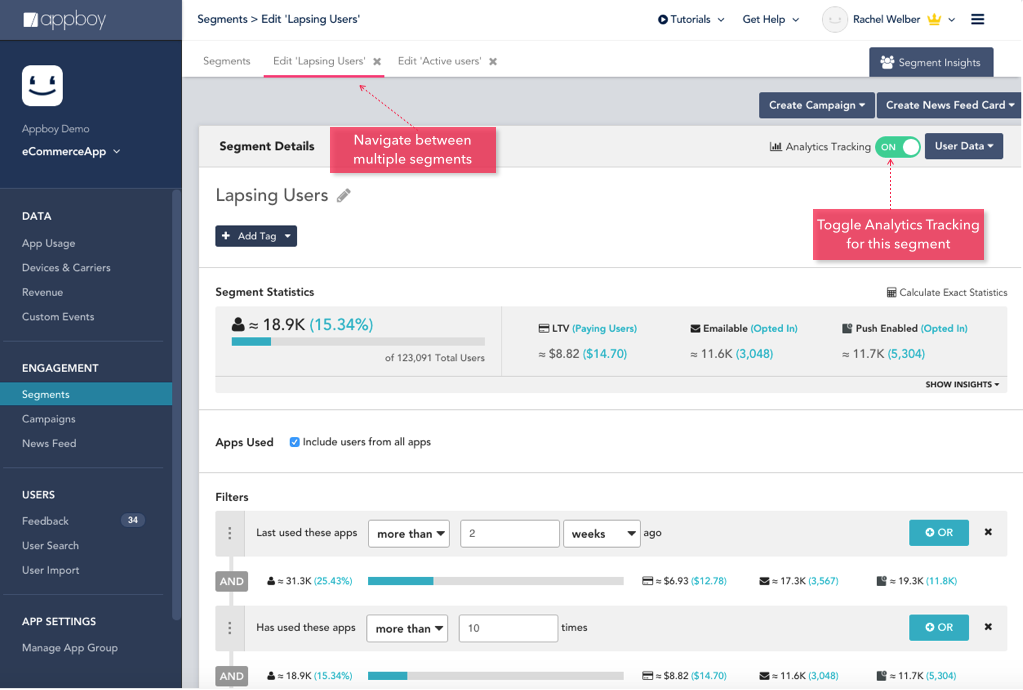 appboy
Segments > Edit 'Lapsing Users'
Tutorials
Get Help
Rachel Welber
Segments
Edit 'Lapsing Users'
Edit 'Active users'
Segment Insights
Appboy Demo
eCommerceApp
Create Campaign
Create News Feed Card
Navigate between
multiple segments
Segment Details
Analytics Tracking
ON
User Data
Toggle Analytics Tracking
for this segment
Lapsing Users
+ Add Tag
DATA
App Usage
Devices & Carriers
Revenue
Custom Events
ENGAGEMENT
Segments
Campaigns
News Feed
USERS
Feedback 34
User Search
User Import
APP SETTINGS
Manage App Group
Segment Statistics
Calculate Exact Statistics
≈ 18.9K (15.34%)
of 123,091 Total Users
LTV (Paying Users)
≈ $8.82 ($14.70)
Emailable (Opted In)
≈ 11.6K (3,048)
Push Enabled (Opted In)
≈ 11.7K (5,304)
SHOW INSIGHTS
Apps Used
Include users from all apps
Filters
Last used these apps more than 2 weeks ago OR
AND ≈ 31.3K (25.43%) ≈ $6.93 ($12.78) ≈ 17.3K (3,567) ≈ 19.3K (11.8K)
Has used these apps more than 10 times OR
AND ≈ 18.9K (15.34%) ≈ $8.82 ($14.70) ≈ 11.6K (3,048) ≈ 11.7K (5,304)